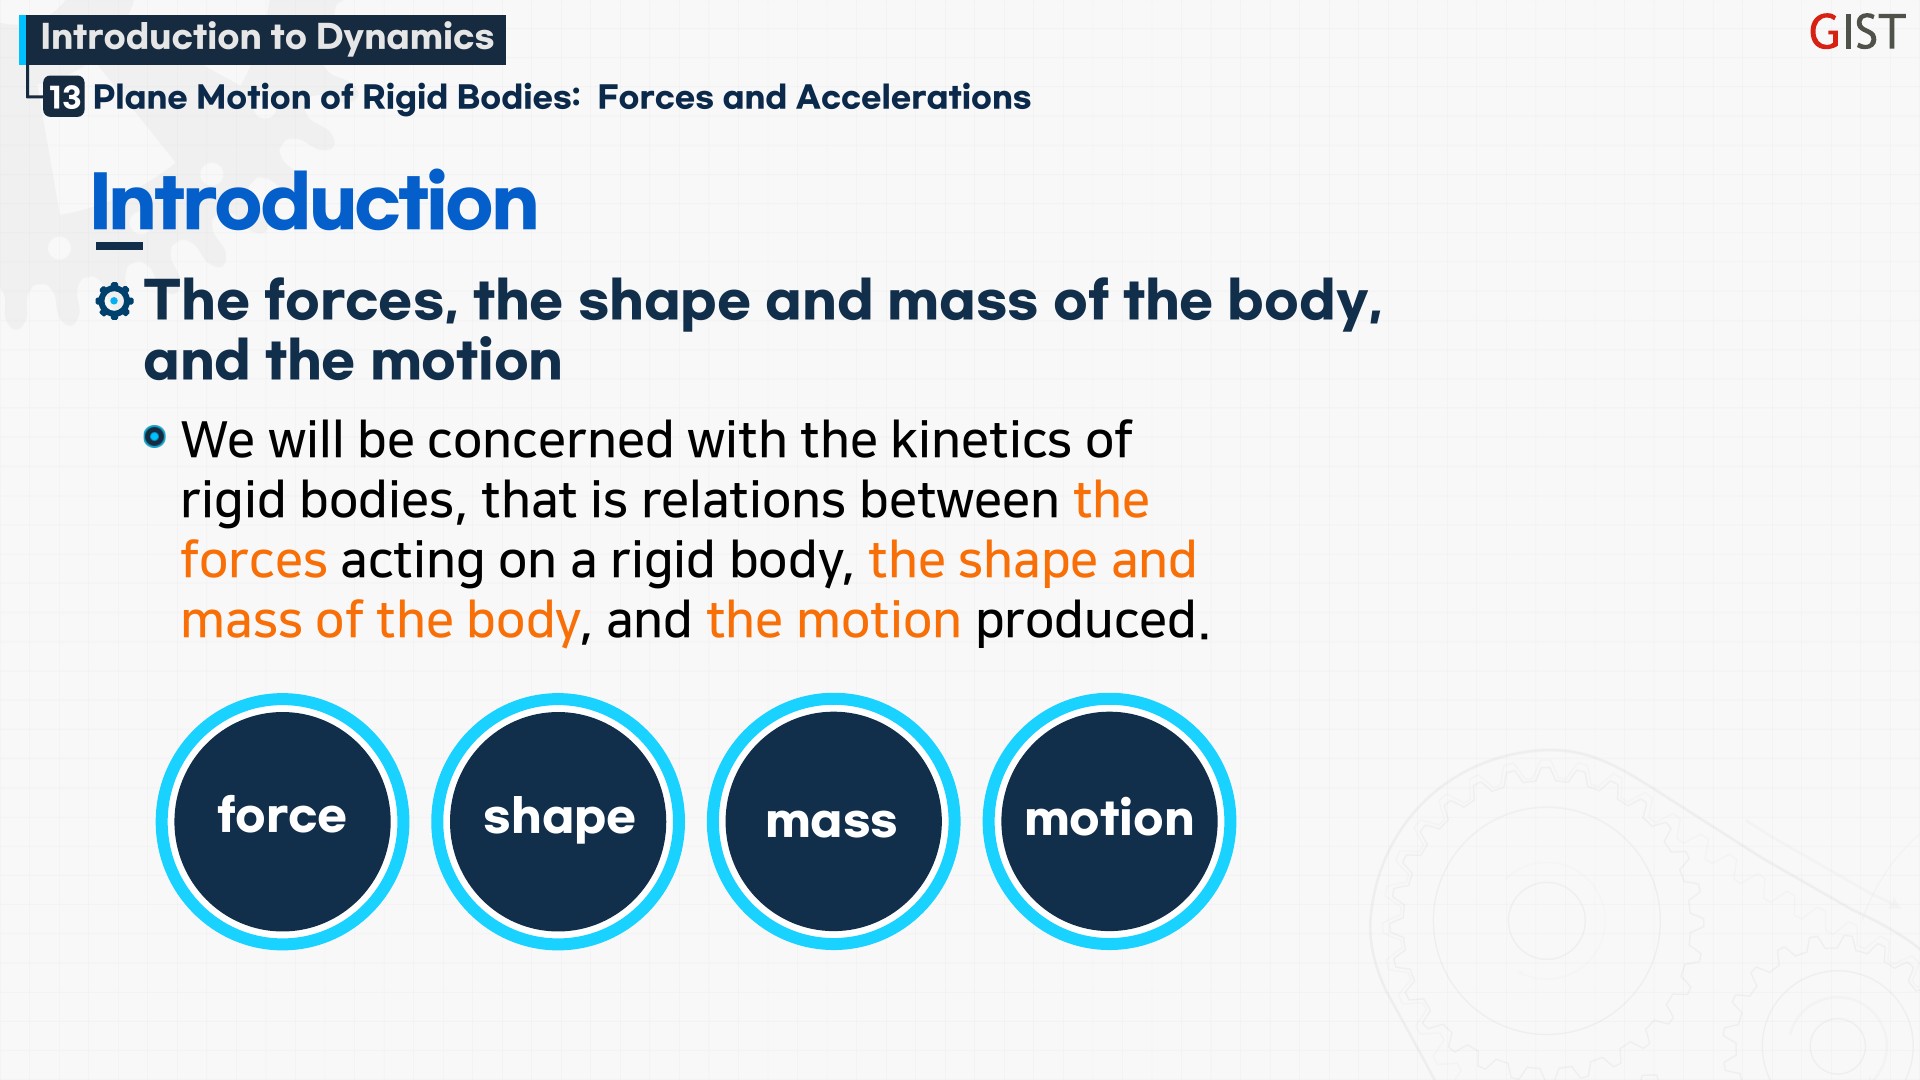 Introduction to Dynamics
GIST
13 Plane Motion of Rigid Bodies:  Forces and Accelerations
Introduction
The forces, the shape and mass of the body,
and the motion
We will be concerned with the kinetics of
rigid bodies, that is relations between the
forces acting on a rigid body, the shape and
mass of the body, and the motion produced.
force
shape
mass
motion